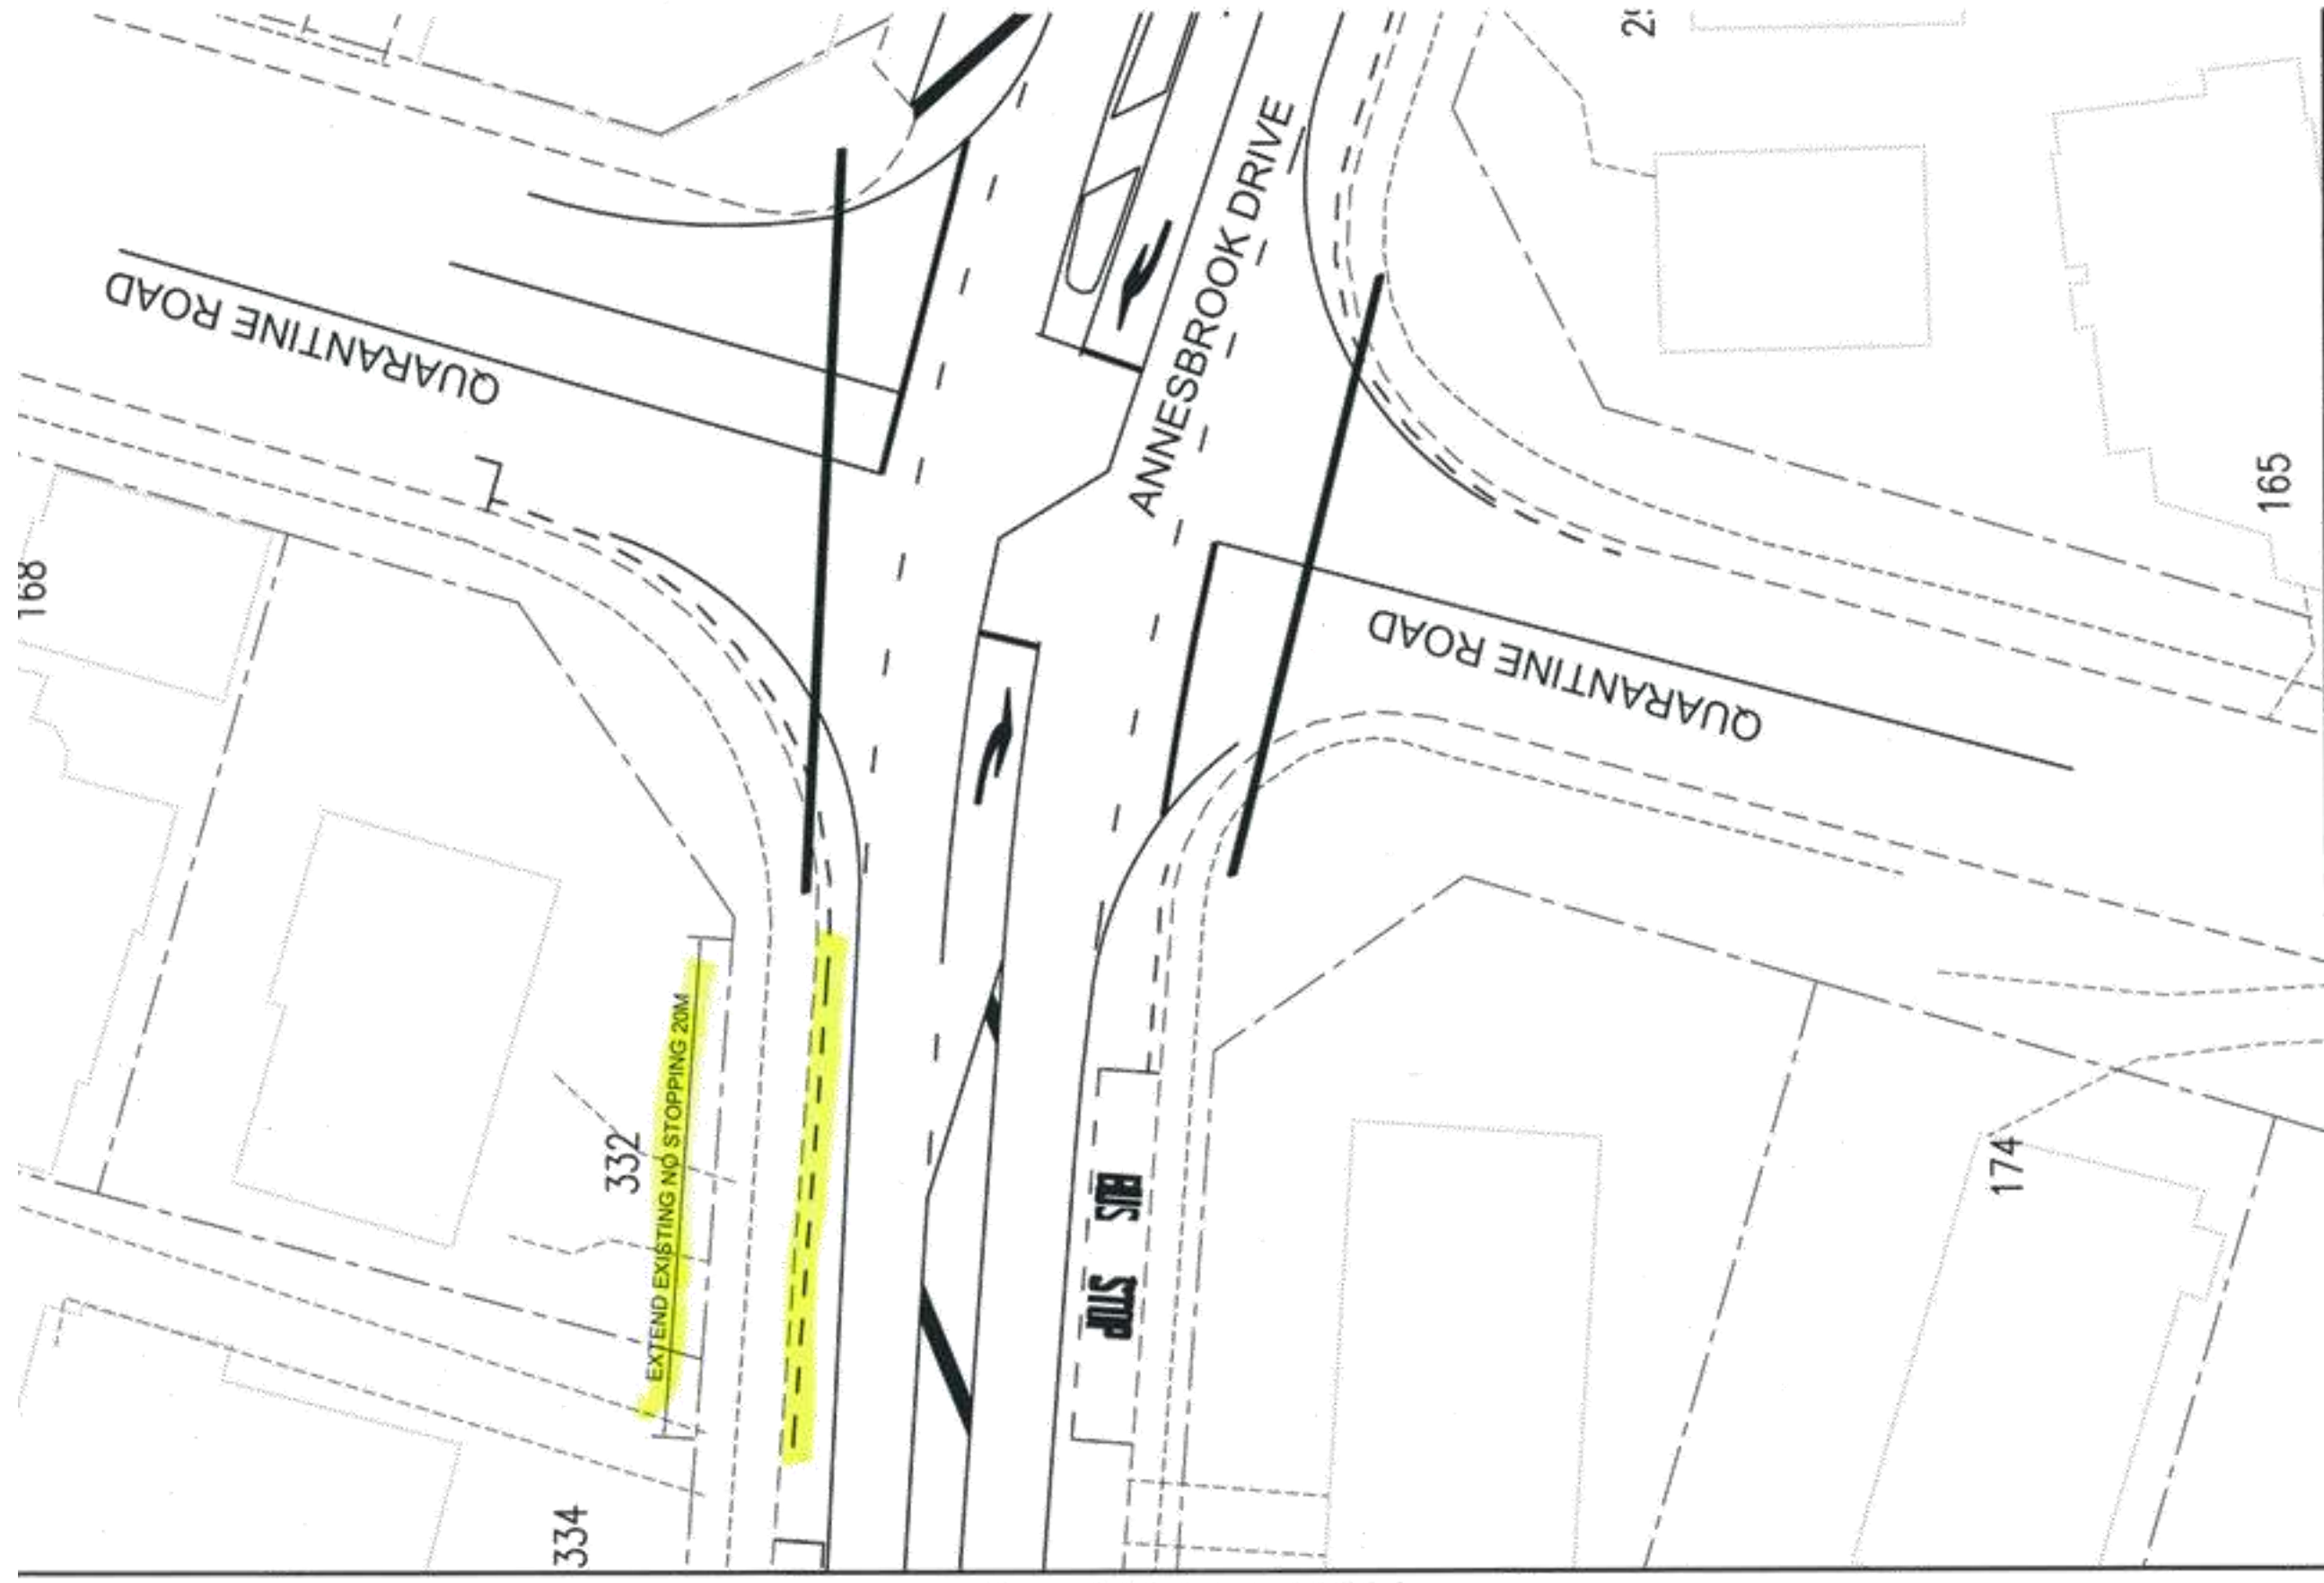 QUARANTINE ROAD
ANNESBROOK DRIVE
165
168
QUARANTINE ROAD
EXTEND EXISTING NO STOPPING 20M
332
BUS STOP
174
334